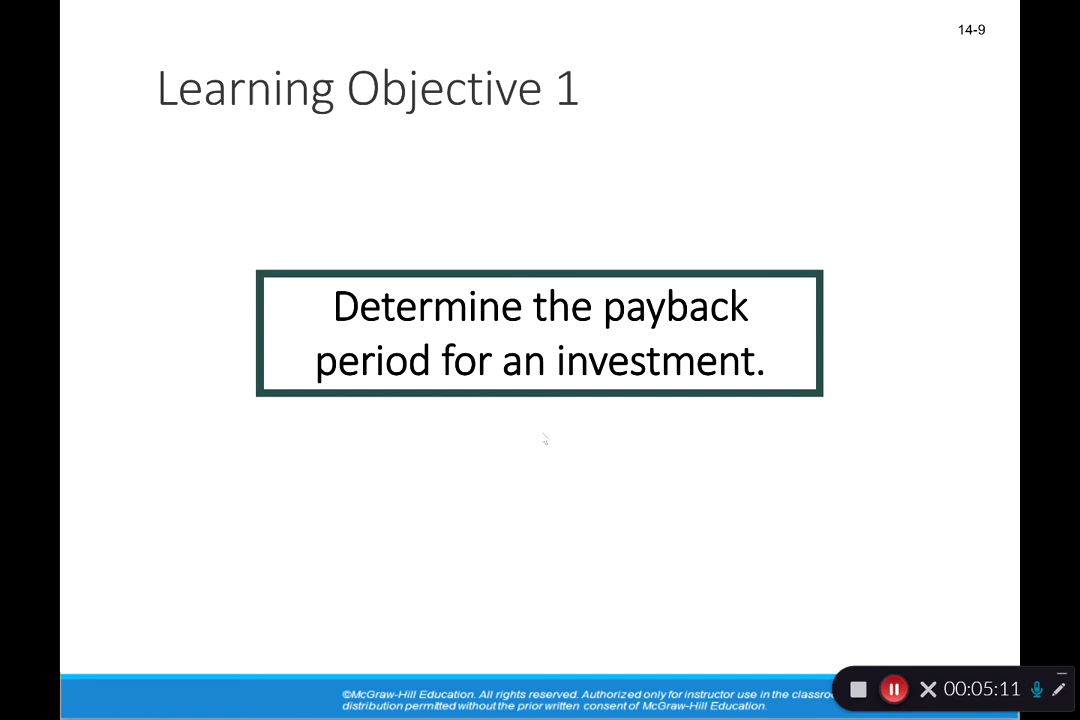 14-9
Learning Objective 1
Determine the payback
period for an investment.
©McGraw-Hill Education. All rights reserved. Authorized only for instructor use in the
distribution permitted without the prior written consent of McGraw-Hill Education.
00:05:11